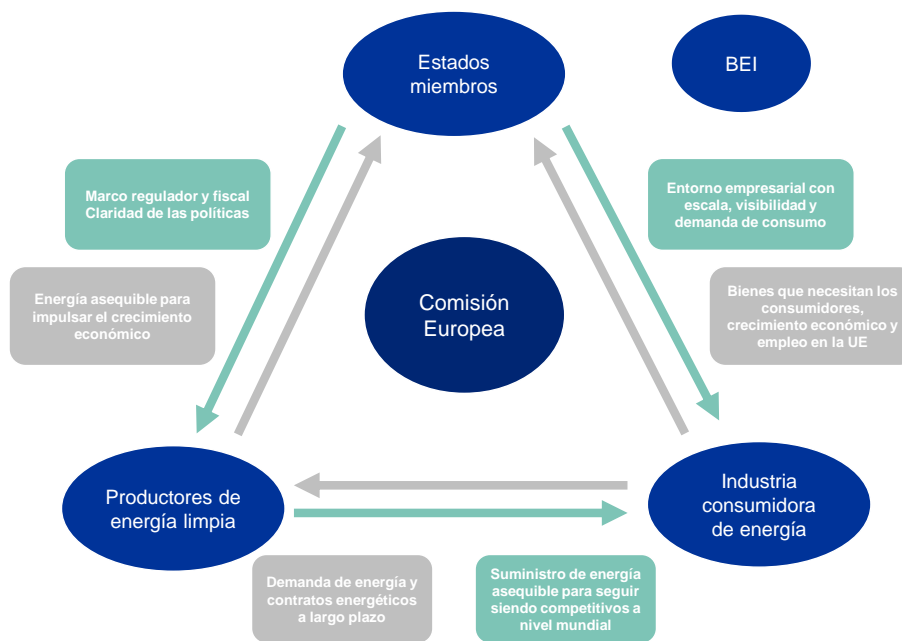 Estados
miembros
BEI
Marco regulador y fiscal
Claridad de las políticas
Entorno empresarial con
escala, visibilidad y
demanda de consumo
Energía asequible para
impulsar el crecimiento
económico
Comisión
Europea
Bienes que necesitan los
consumidores,
crecimiento económico y
empleo en la UE
Productores de
energía limpia
Industria
consumidora
de energía
Demanda de energía y
contratos energéticos
a largo plazo
Suministro de energía
asequible para seguir
siendo competitivos a
nivel mundial